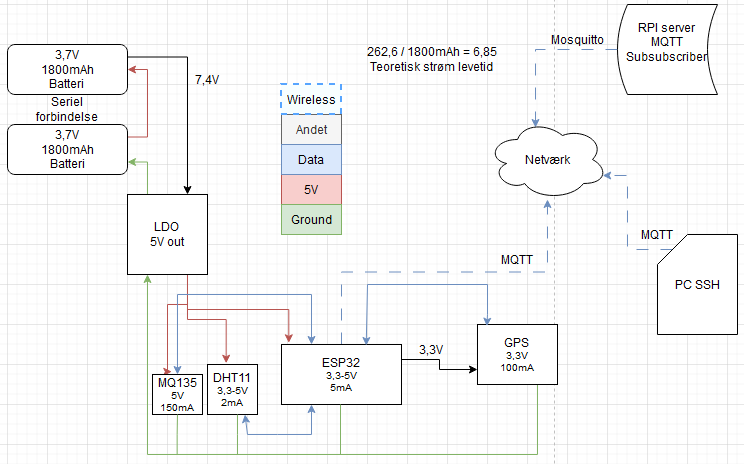 3,7V
1800mAh
Batteri
Seriel
forbindelse
3,7V
1800mAh
Batteri
7,4V
262,6 / 1800mAh = 6,85
Teoretisk strøm levetid
Wireless
Andet
Data
5V
Ground
Mosquitto
RPI server
MQTT
Subsubscriber
Netværk
MQTT
PC SSH
LDO
5V out
MQTT
MQ135
5V
150mA
DHT11
3,3-5V
2mA
ESP32
3,3-5V
5mA
3,3V
GPS
3,3V
100mA